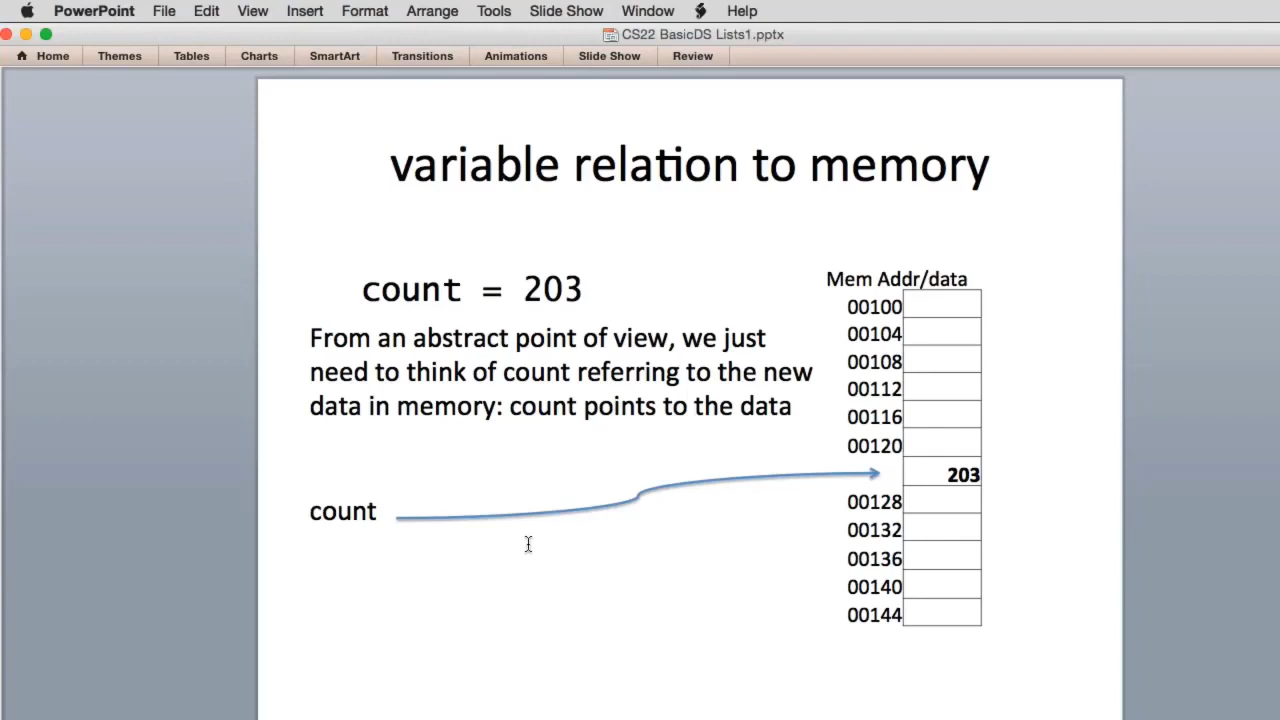 PowerPoint File Edit View Insert Format Arrange Tools Slide Show Window Help
CS22 BasicDS Lists1.pptx
Home Themes Tables Charts SmartArt Transitions Animations Slide Show Review
variable relation to memory
count = 203
From an abstract point of view, we just
need to think of count referring to the new
data in memory: count points to the data
count
Mem Addr/data
00100
00104
00108
00112
00116
00120
203
00128
00132
00136
00140
00144